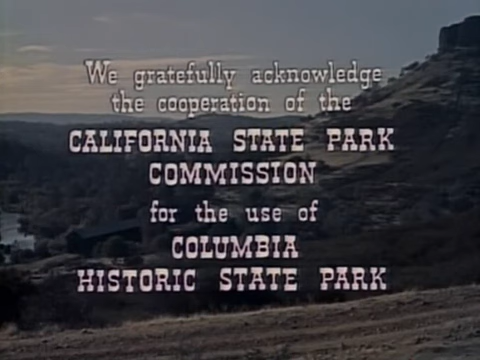 We gratefully acknowledge
the cooperation of the
CALIFORNIA STATE PARK
COMMISSION
for the use of
COLUMBIA
HISTORIC STATE PARK